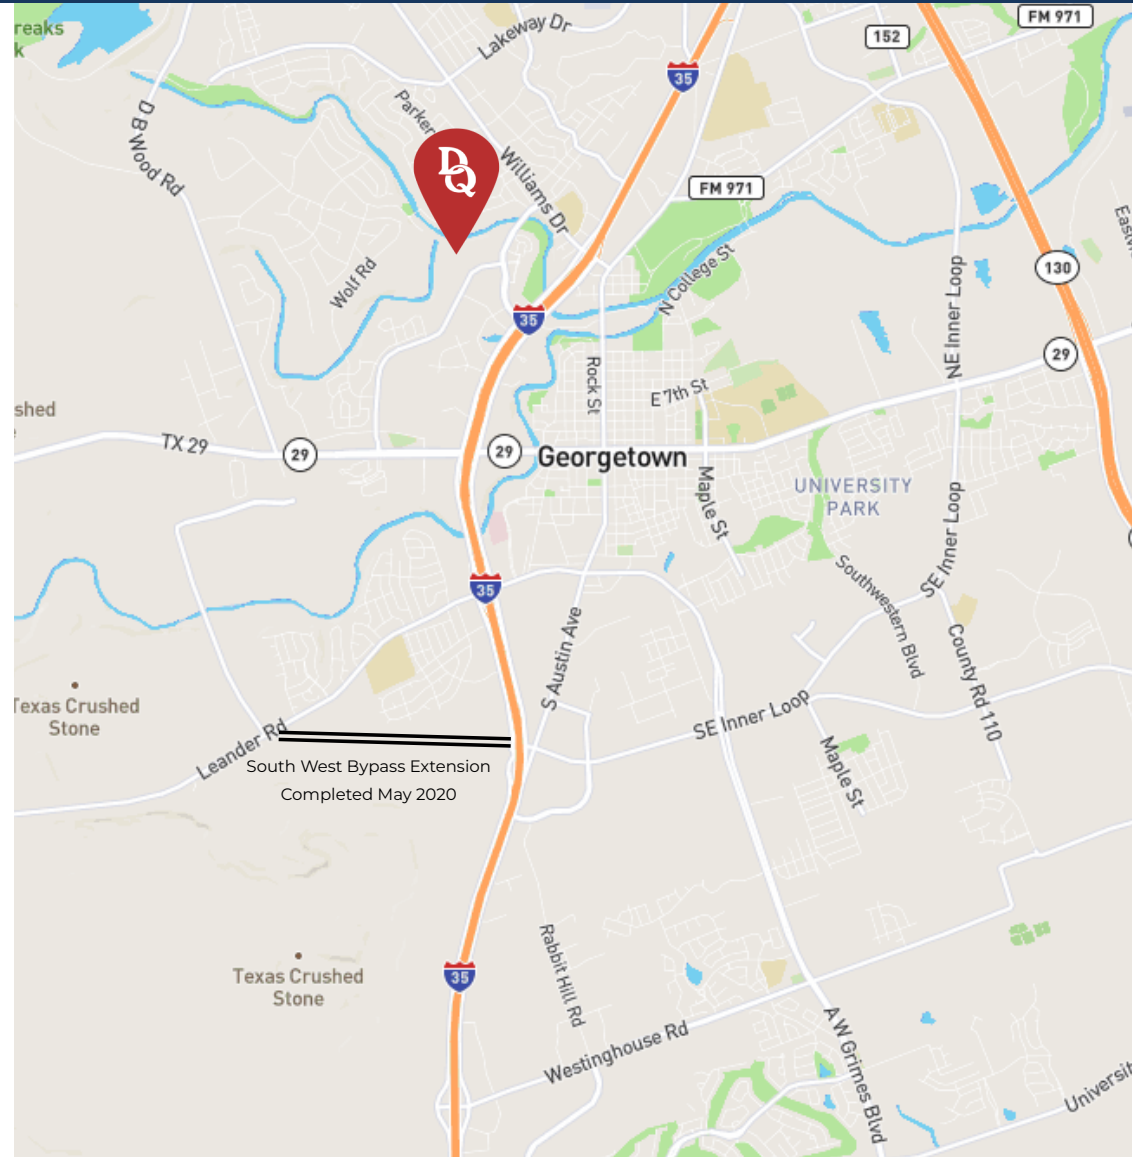 reaks
k
Lakeway Dr
FM 971
152
35
D B Wood Rd
Parker
DQ
Williams Dr
FM 971
Wolf Rd
N College St
130
NE Inner Loop
35
29
Rock St
E 7th St
shed
TX 29
29
29
Georgetown
Maple St
UNIVERSITY
PARK
SE Inner Loop
Southwestern Blvd
35
S Austin Ave
County Rd 110
Texas Crushed
Stone
Leander Rd
SE Inner Loop
South West Bypass Extension
Completed May 2020
Maple St
Rabbit Hill Rd
Texas Crushed
Stone
35
Westinghouse Rd
A W Grimes Blvd
Universit